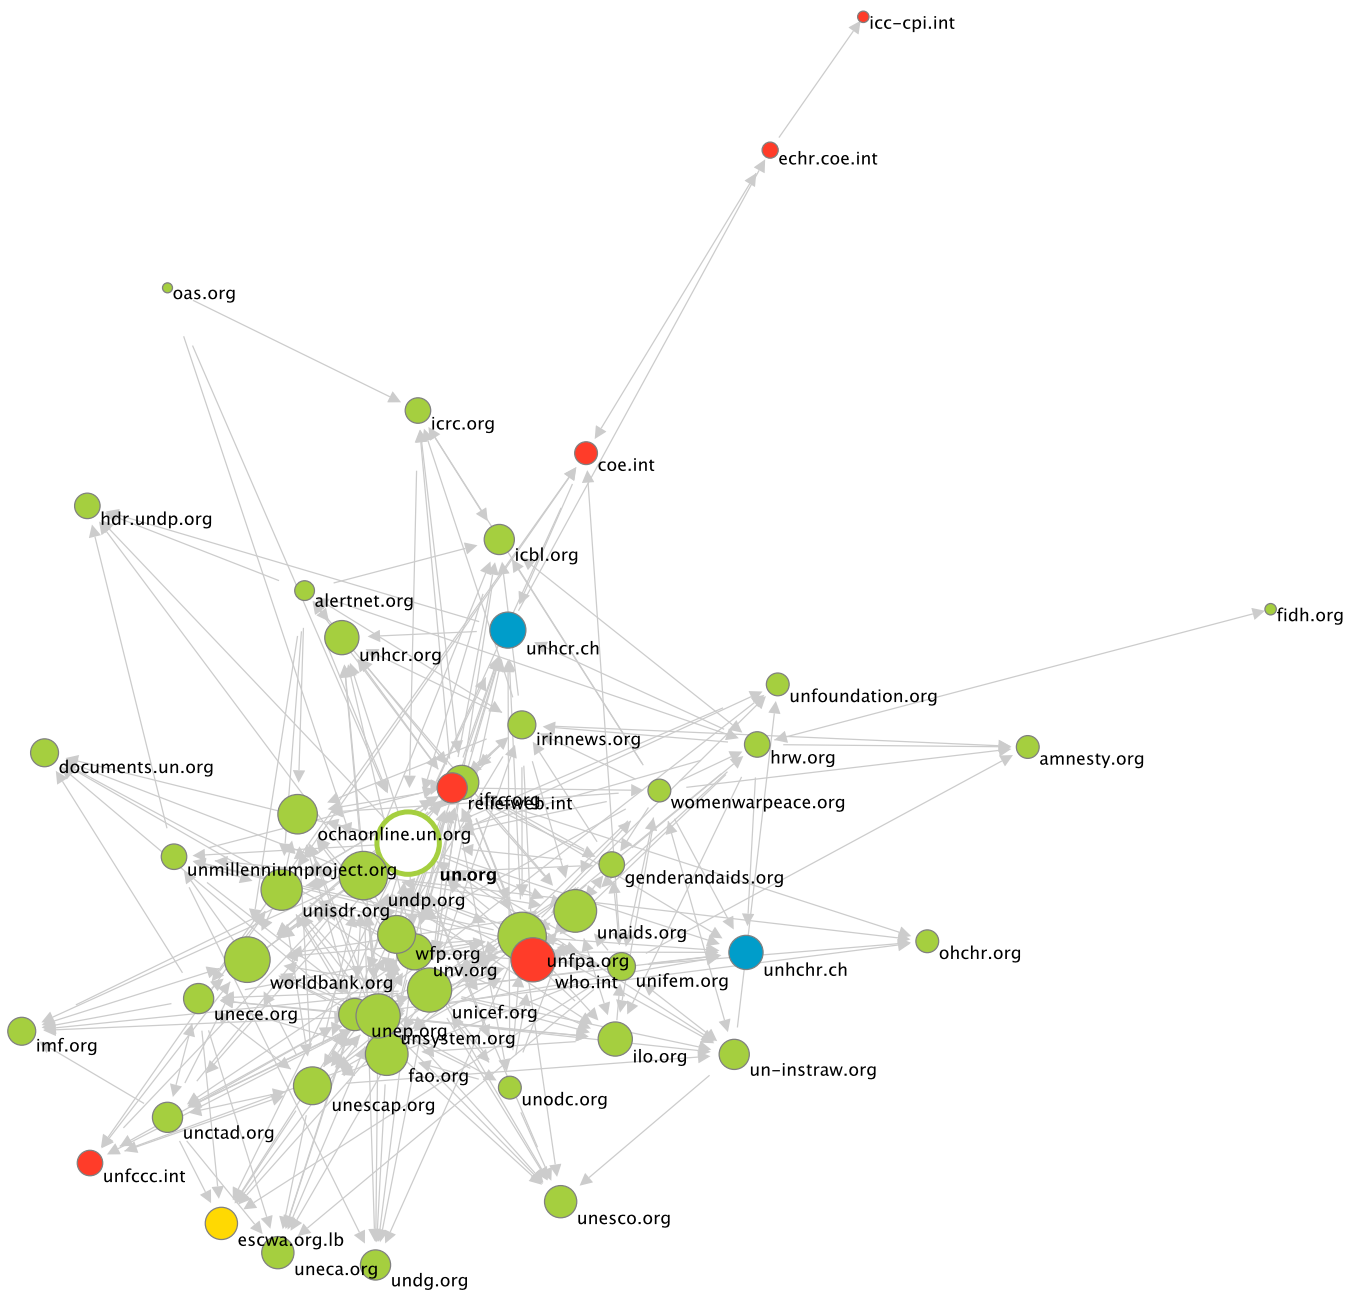 icc-cpi.int
echr.coe.int
oas.org
icrc.org
coe.int
hdr.undp.org
icbl.org
alertnet.org
fidh.org
unhcr.org
unhcr.ch
unfoundation.org
irinnews.org
hrw.org
amnesty.org
documents.un.org
ifrc.org
reliefweb.int
womenwarpeace.org
ochaonline.un.org
unmillenniumproject.org
un.org
genderandaids.org
undp.org
unisdr.org
unaids.org
ohchr.org
wfp.org
unfpa.org
unv.org
unhchr.ch
worldbank.org
who.int
unifem.org
unece.org
unicef.org
imf.org
unep.org
unsystem.org
ilo.org
un-instraw.org
fao.org
unodc.org
unescap.org
unctad.org
unfccc.int
unesco.org
escwa.org.lb
uneca.org
undg.org